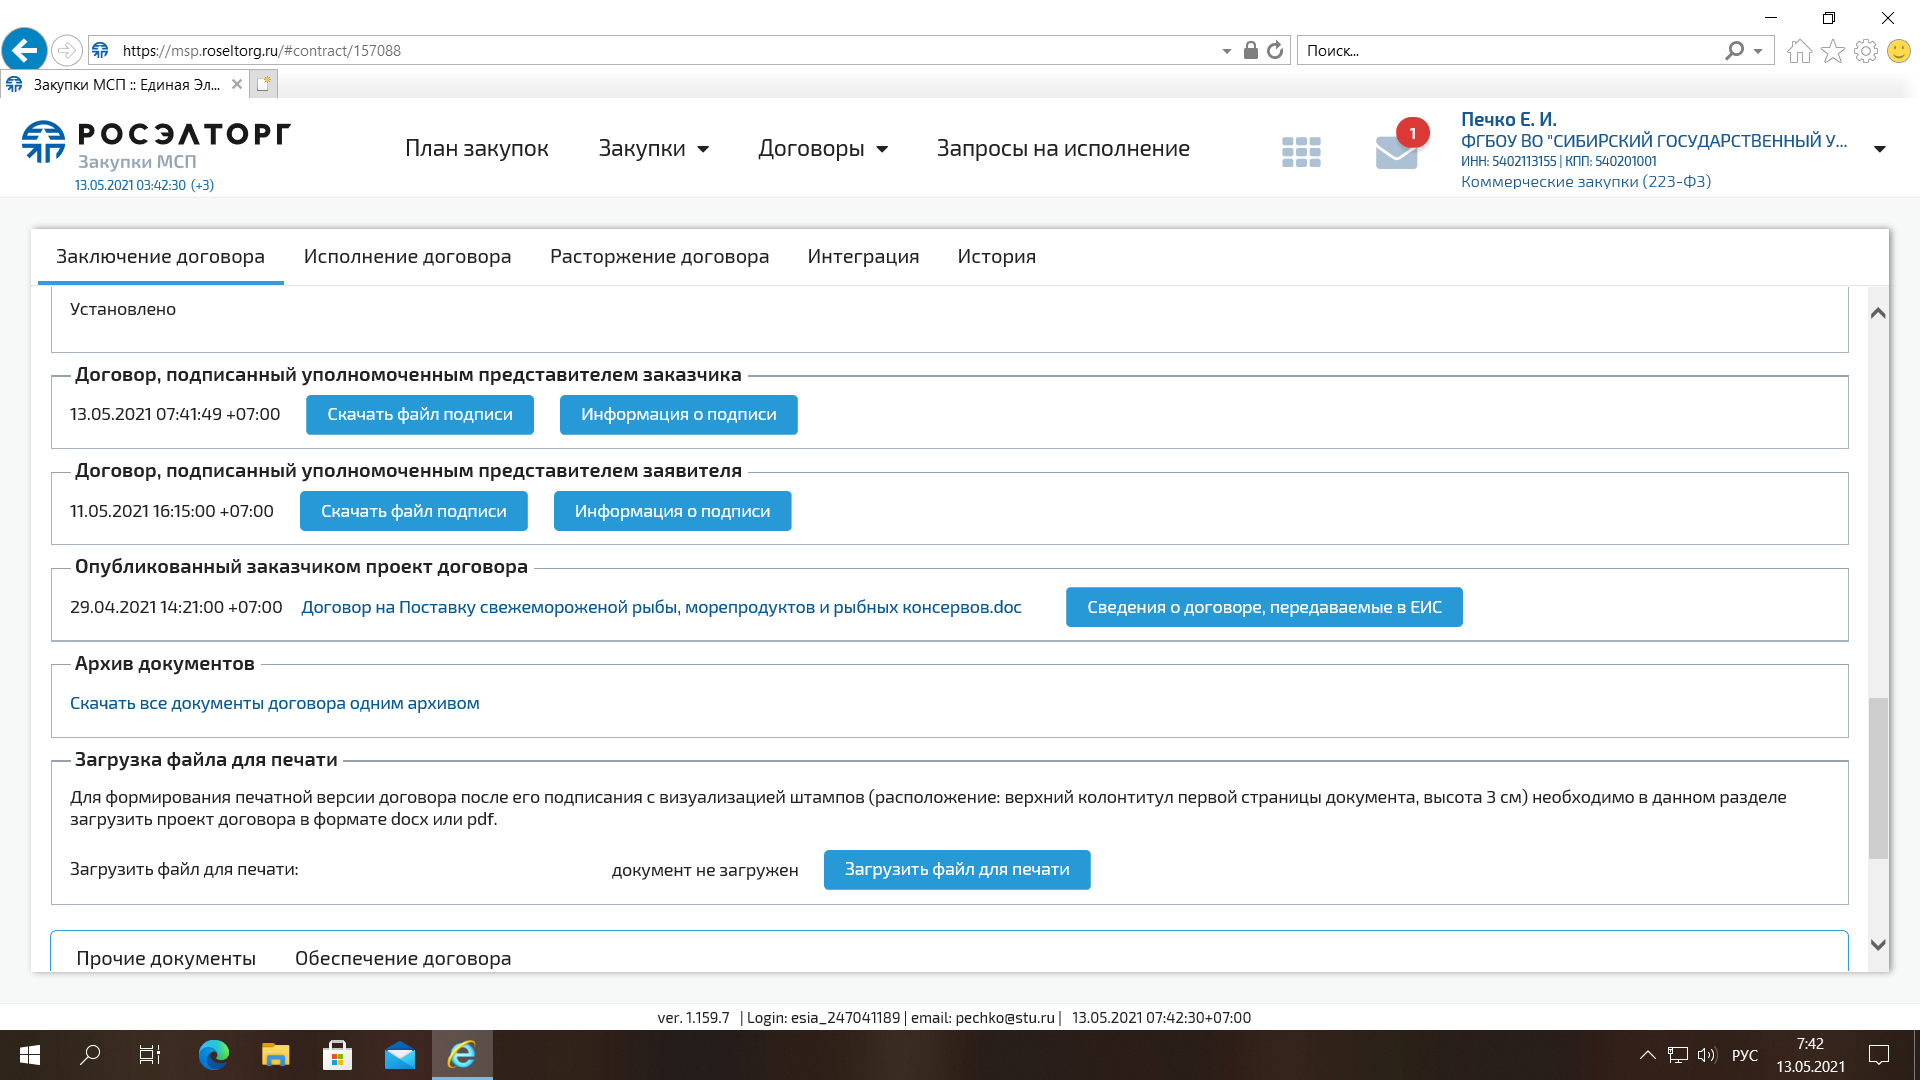 https://msp.roseltorg.ru/#contract/157088
Поиск...
Закупки МСП :: Единая Эл...
РОСЭЛТОРГ
Закупки МСП
13.05.2021 03:42:30 (+3)
План закупок
Закупки
Договоры
Запросы на исполнение
1
Печко Е. И.
ФГБОУ ВО "СИБИРСКИЙ ГОСУДАРСТВЕННЫЙ У...
ИНН: 5402113155 | КПП: 540201001
Коммерческие закупки (223-ФЗ)
Заключение договора
Исполнение договора
Расторжение договора
Интеграция
История
Установлено
Договор, подписанный уполномоченным представителем заказчика
13.05.2021 07:41:49 +07:00 Скачать файл подписи Информация о подписи
Договор, подписанный уполномоченным представителем заявителя
11.05.2021 16:15:00 +07:00 Скачать файл подписи Информация о подписи
Опубликованный заказчиком проект договора
29.04.2021 14:21:00 +07:00 Договор на Поставку свежемороженой рыбы, морепродуктов и рыбных консервов.doc Сведения о договоре, передаваемые в ЕИС
Архив документов
Скачать все документы договора одним архивом
Загрузка файла для печати
Для формирования печатной версии договора после его подписания с визуализацией штампов (расположение: верхний колонтитул первой страницы документа, высота 3 см) необходимо в данном разделе
загрузить проект договора в формате docx или pdf.
Загрузить файл для печати: документ не загружен Загрузить файл для печати
Прочие документы
Обеспечение договора
ver. 1.159.7 | Login: esia_247041189 | email: pechko@stu.ru | 13.05.2021 07:42:30+07:00
РУС
7:42
13.05.2021